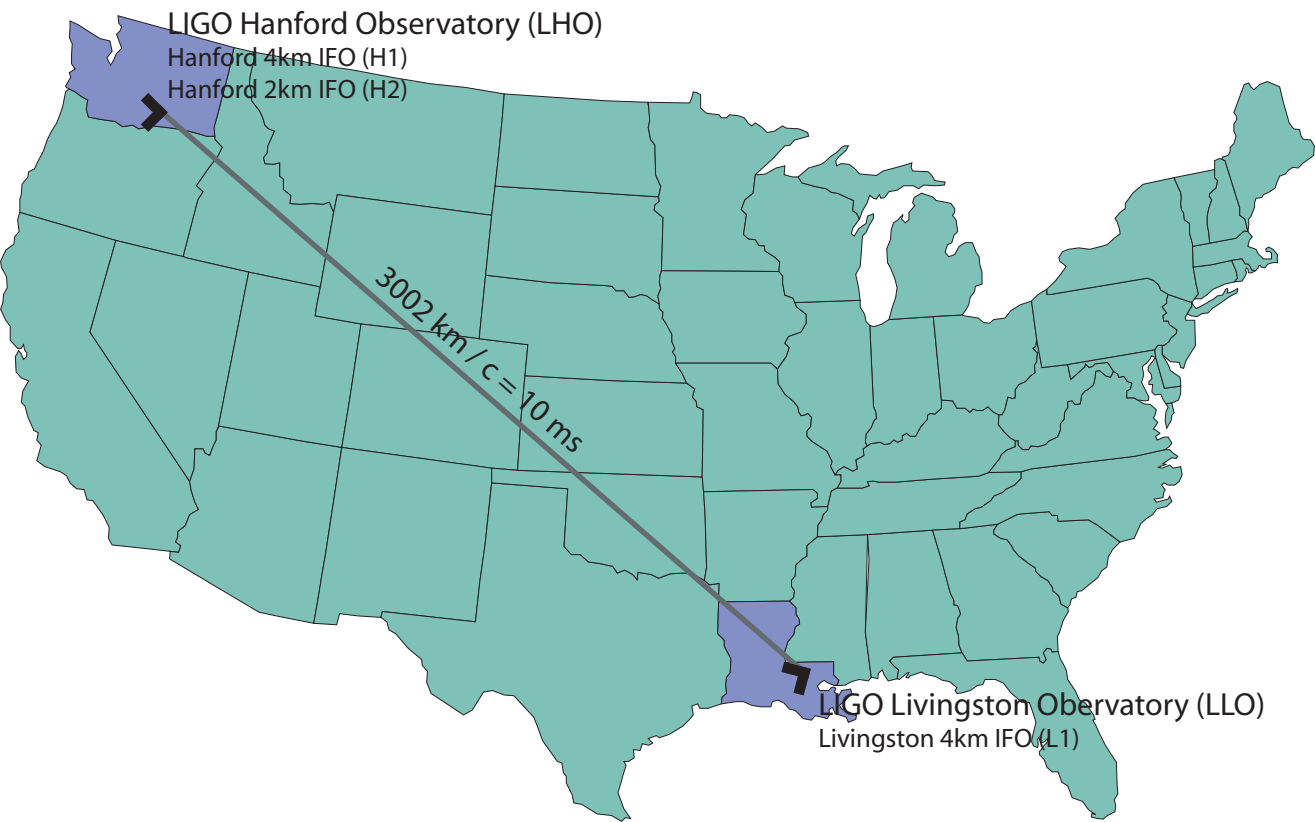 LIGO Hanford Observatory (LHO)
Hanford 4km IFO (H1)
Hanford 2km IFO (H2)
3002 km / c = 10 ms
LIGO Livingston Obervatory (LLO)
Livingston 4km IFO (L1)